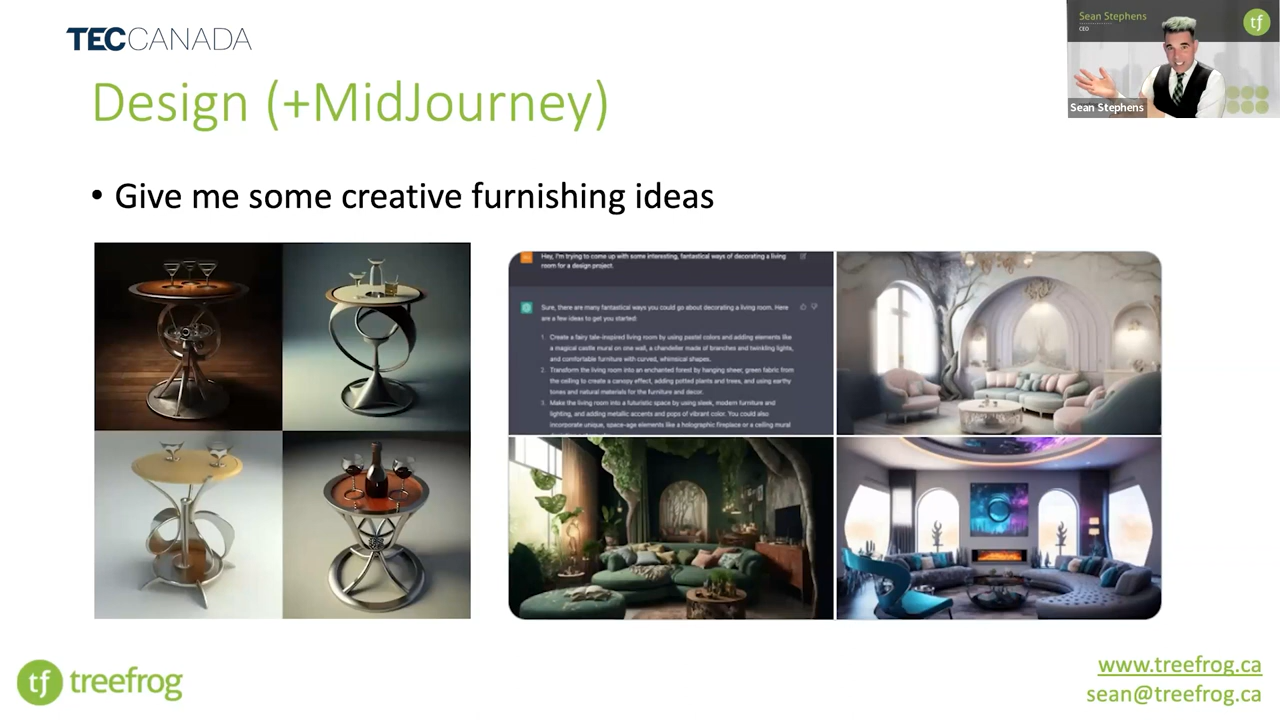 TECCANADA
Sean Stephens
CEO
tf
Sean Stephens
Design (+MidJourney)
• Give me some creative furnishing ideas
Hey, I'm trying to come up with some interesting, fantastical ways of decorating a living
room for a design project.
Sure, there are many fantastical ways you could go about decorating a living room. Here
are a few ideas to get you started:
1. Create a fairy tale-inspired living room by using pastel colors and adding elements like
a magical castle mural on one wall, a chandelier made of branches and twinkling lights,
and comfortable furniture with curved, whimsical shapes.
2. Transform the living room into an enchanted forest by hanging sheer, green fabric from
the ceiling to create a canopy effect, adding potted plants and trees, and using earthy
tones and natural materials for the furniture and decor.
3. Make the living room into a futuristic space by using sleek, modern furniture and
lighting, and adding metallic accents and pops of vibrant color. You could also
incorporate unique, space-age elements like a holographic fireplace or a ceiling mural
tf treefrog
www.treefrog.ca
sean@treefrog.ca